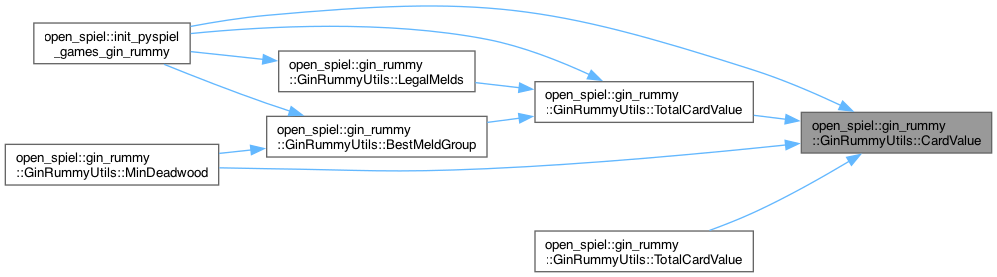 open_spiel::init_pyspiel
_games_gin_rummy
open_spiel::gin_rummy
::GinRummyUtils::LegalMelds
open_spiel::gin_rummy
::GinRummyUtils::TotalCardValue
open_spiel::gin_rummy
::GinRummyUtils::CardValue
open_spiel::gin_rummy
::GinRummyUtils::BestMeldGroup
open_spiel::gin_rummy
::GinRummyUtils::MinDeadwood
open_spiel::gin_rummy
::GinRummyUtils::TotalCardValue